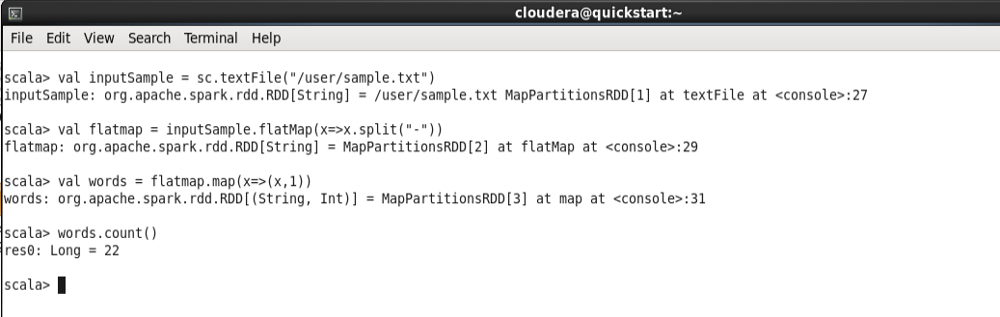 cloudera@quickstart:~
File Edit View Search Terminal Help
scala> val inputSample = sc.textFile("/user/sample.txt")
inputSample: org.apache.spark.rdd.RDD[String] = /user/sample.txt MapPartitionsRDD[1] at textFile at <console>:27
scala> val flatmap = inputSample.flatMap(x=>x.split("-"))
flatmap: org.apache.spark.rdd.RDD[String] = MapPartitionsRDD[2] at flatMap at <console>:29
scala> val words = flatmap.map(x=>(x,1))
words: org.apache.spark.rdd.RDD[(String, Int)] = MapPartitionsRDD[3] at map at <console>:31
scala> words.count()
res0: Long = 22
scala>